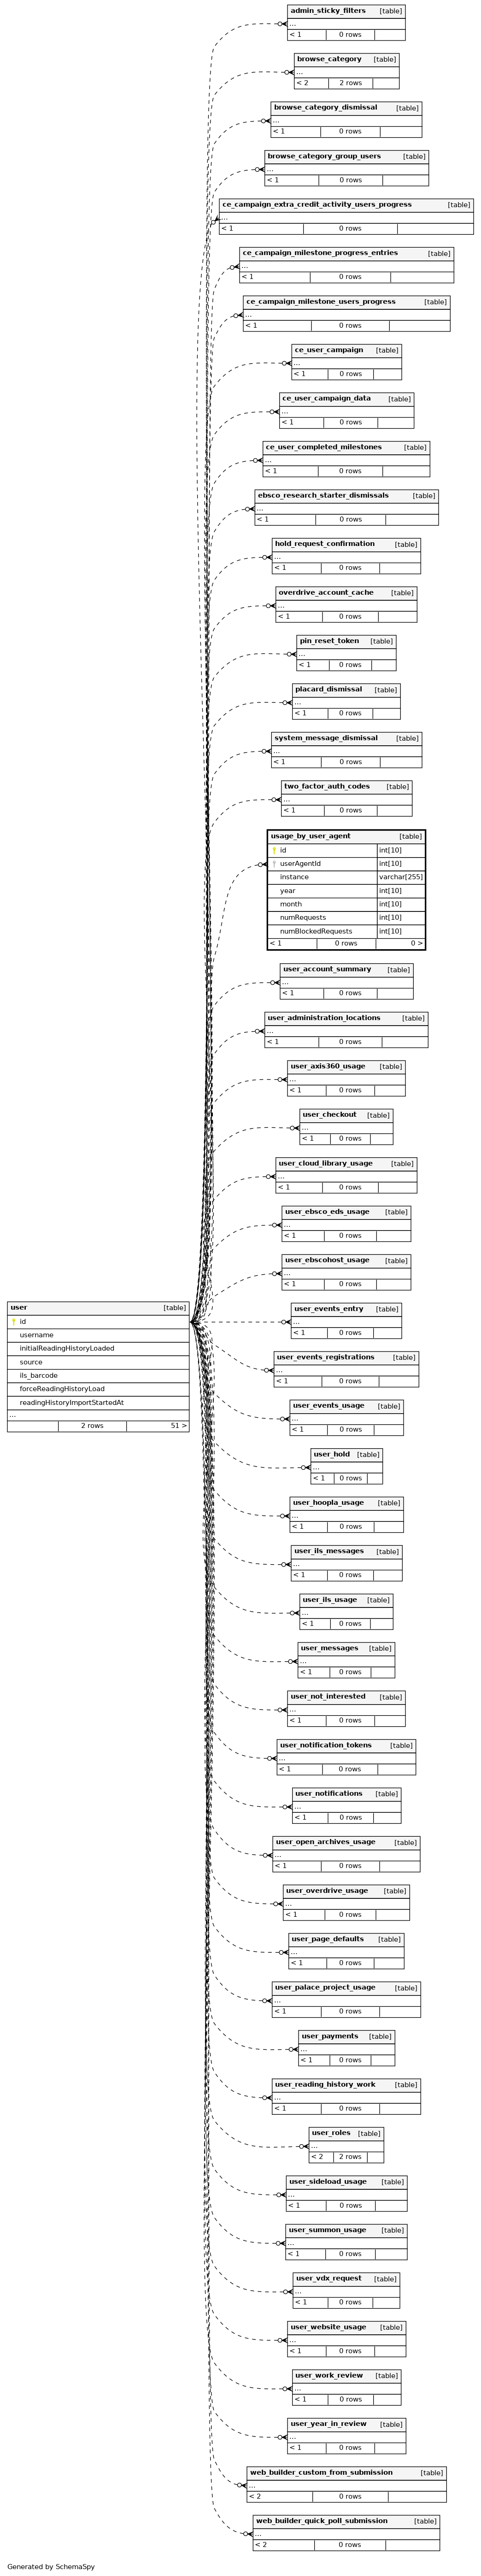 admin_sticky_filters [table]
...
< 1 0 rows
browse_category [table]
...
< 2 2 rows
browse_category_dismissal [table]
...
< 1 0 rows
browse_category_group_users [table]
...
< 1 0 rows
ce_campaign_extra_credit_activity_users_progress [table]
...
< 1 0 rows
ce_campaign_milestone_progress_entries [table]
...
< 1 0 rows
ce_campaign_milestone_users_progress [table]
...
< 1 0 rows
ce_user_campaign [table]
...
< 1 0 rows
ce_user_campaign_data [table]
...
< 1 0 rows
ce_user_completed_milestones [table]
...
< 1 0 rows
ebsco_research_starter_dismissals [table]
...
< 1 0 rows
hold_request_confirmation [table]
...
< 1 0 rows
overdrive_account_cache [table]
...
< 1 0 rows
pin_reset_token [table]
...
< 1 0 rows
placard_dismissal [table]
...
< 1 0 rows
system_message_dismissal [table]
...
< 1 0 rows
two_factor_auth_codes [table]
...
< 1 0 rows
usage_by_user_agent [table]
id int[10]
userAgentId int[10]
instance varchar[255]
year int[10]
month int[10]
numRequests int[10]
numBlockedRequests int[10]
< 1 0 rows 0 >
user_account_summary [table]
...
< 1 0 rows
user_administration_locations [table]
...
< 1 0 rows
user_axis360_usage [table]
...
< 1 0 rows
user_checkout [table]
...
< 1 0 rows
user_cloud_library_usage [table]
...
< 1 0 rows
user_ebsco_eds_usage [table]
...
< 1 0 rows
user_ebscohost_usage [table]
...
< 1 0 rows
user [table]
id
username
initialReadingHistoryLoaded
source
ils_barcode
forceReadingHistoryLoad
readingHistoryImportStartedAt
...
2 rows 51 >
user_events_entry [table]
...
< 1 0 rows
user_events_registrations [table]
...
< 1 0 rows
user_events_usage [table]
...
< 1 0 rows
user_hold [table]
...
< 1 0 rows
user_hoopla_usage [table]
...
< 1 0 rows
user_ils_messages [table]
...
< 1 0 rows
user_ils_usage [table]
...
< 1 0 rows
user_messages [table]
...
< 1 0 rows
user_not_interested [table]
...
< 1 0 rows
user_notification_tokens [table]
...
< 1 0 rows
user_notifications [table]
...
< 1 0 rows
user_open_archives_usage [table]
...
< 1 0 rows
user_overdrive_usage [table]
...
< 1 0 rows
user_page_defaults [table]
...
< 1 0 rows
user_palace_project_usage [table]
...
< 1 0 rows
user_payments [table]
...
< 1 0 rows
user_reading_history_work [table]
...
< 1 0 rows
user_roles [table]
...
< 2 2 rows
user_sideload_usage [table]
...
< 1 0 rows
user_summon_usage [table]
...
< 1 0 rows
user_vdx_request [table]
...
< 1 0 rows
user_website_usage [table]
...
< 1 0 rows
user_work_review [table]
...
< 1 0 rows
user_year_in_review [table]
...
< 1 0 rows
web_builder_custom_from_submission [table]
...
< 2 0 rows
web_builder_quick_poll_submission [table]
...
< 2 0 rows
Generated by SchemaSpy